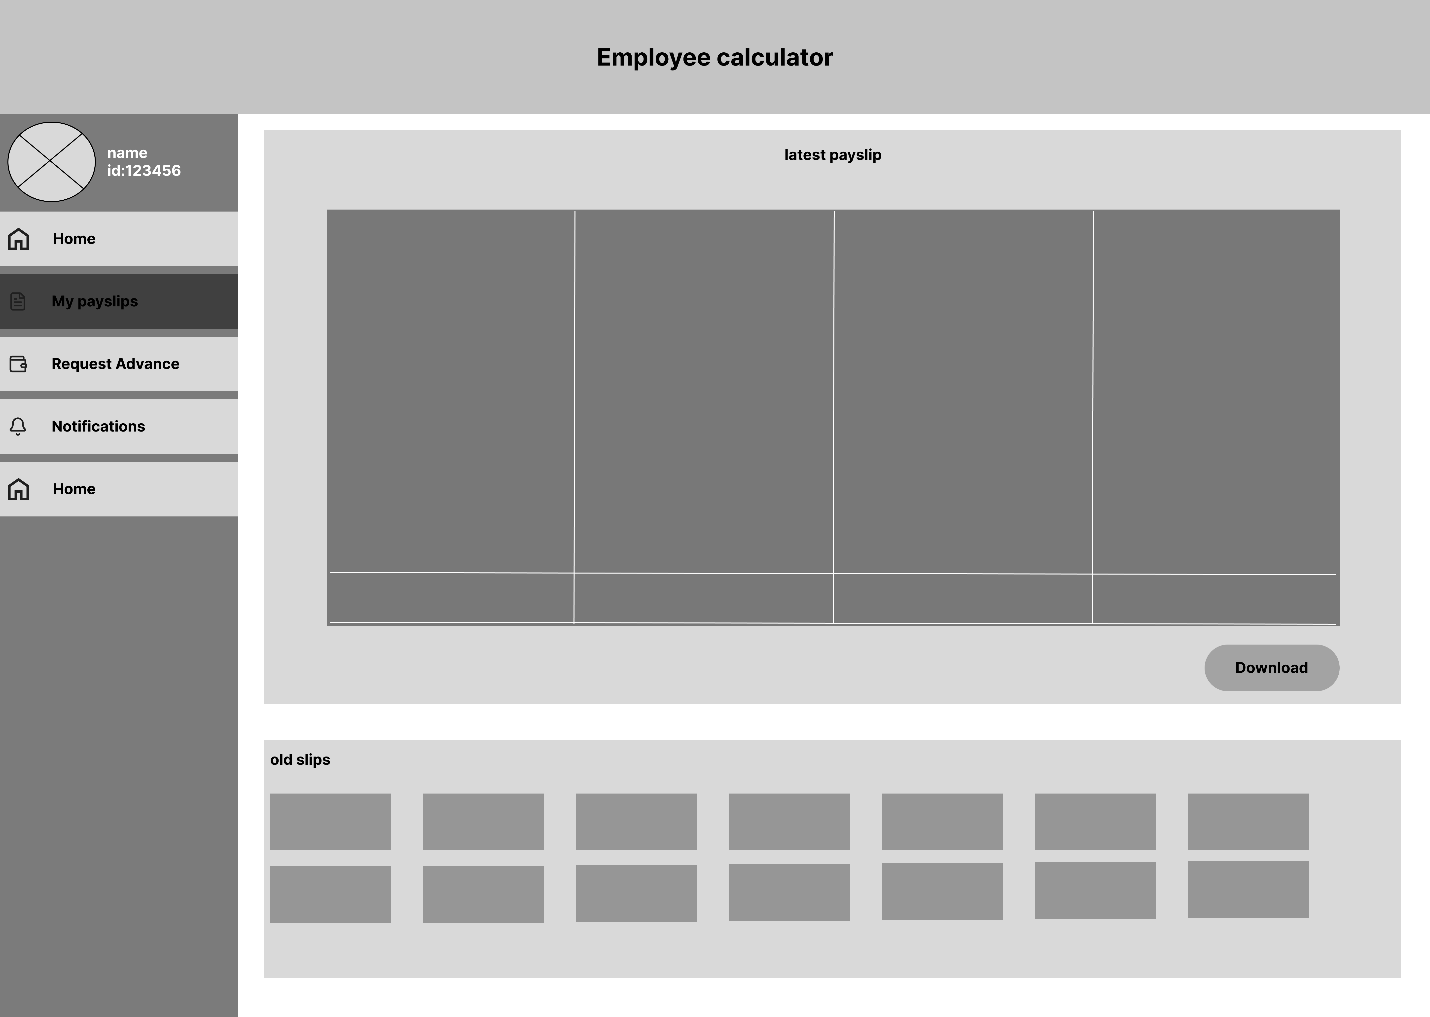 Employee calculator
name
id:123456
Home
My payslips
Request Advance
Notifications
Home
latest payslip
Download
old slips